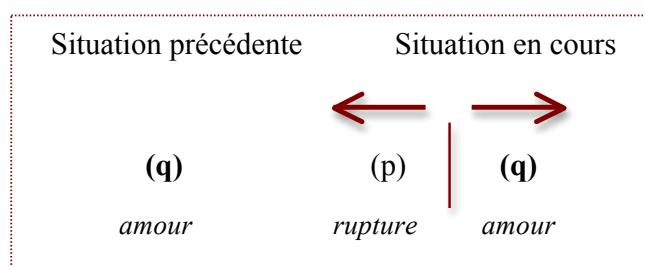 Situation précédente Situation en cours
(q) (p) (q)
amour rupture amour